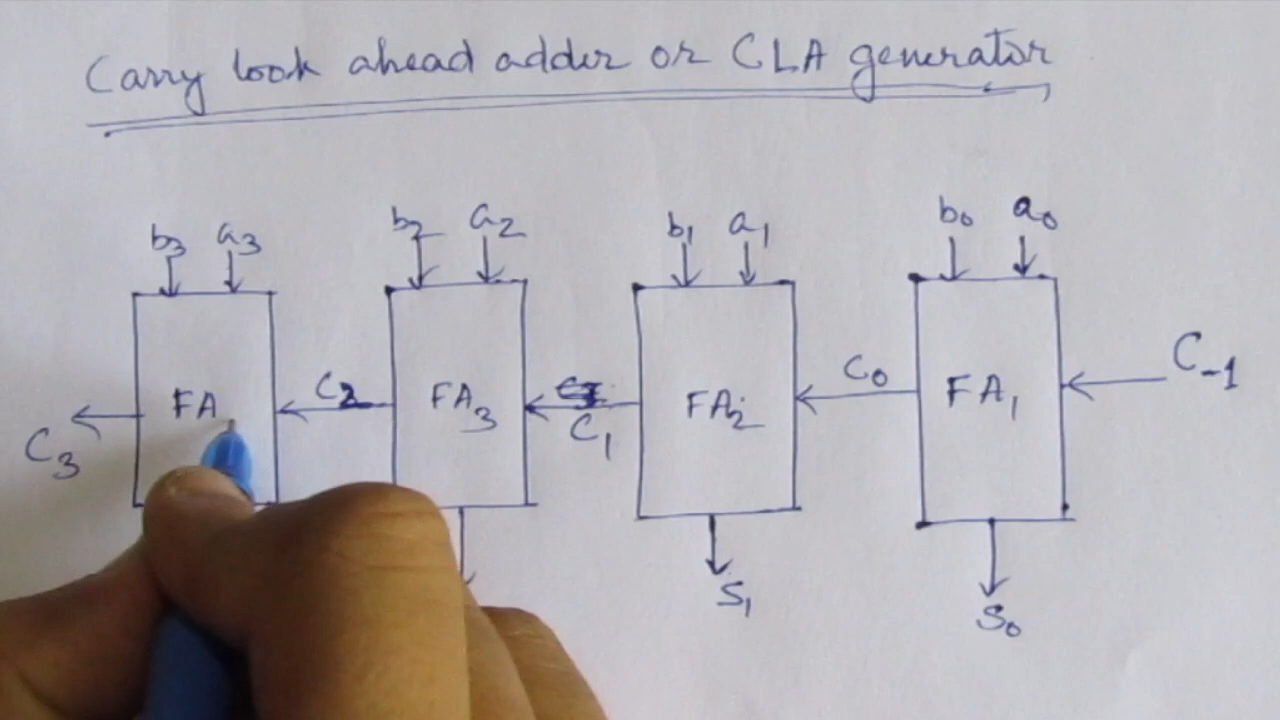 Carry look ahead adder or CLA generator
b3 a3 b2 a2 b1 a1 b0 a0
C3 FA C2 FA3 C1 FA2 C0 FA1 C-1
S1 S0